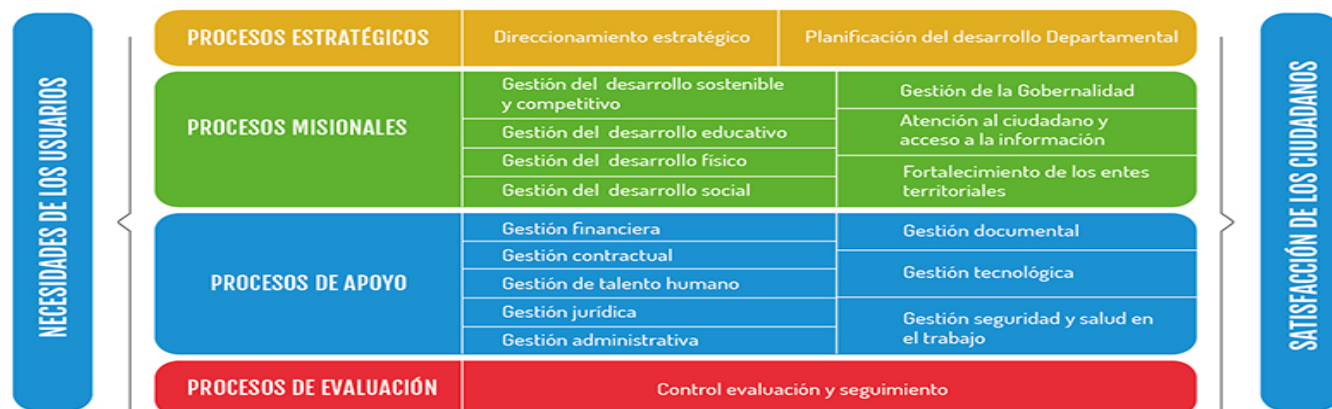 NECESIDADES DE LOS USUARIOS
PROCESOS ESTRATÉGICOS
Direccionamiento estratégico
Planificación del desarrollo Departamental
PROCESOS MISIONALES
Gestión del desarrollo sostenible
y competitivo
Gestión del desarrollo educativo
Gestión del desarrollo físico
Gestión del desarrollo social
Gestión de la Gobernalidad
Atención al ciudadano y
acceso a la información
Fortalecimiento de los entes
territoriales
PROCESOS DE APOYO
Gestión financiera
Gestión contractual
Gestión de talento humano
Gestión jurídica
Gestión administrativa
Gestión documental
Gestión tecnológica
Gestión seguridad y salud en
el trabajo
PROCESOS DE EVALUACIÓN
Control evaluación y seguimiento
SATISFACCIÓN DE LOS CIUDADANOS